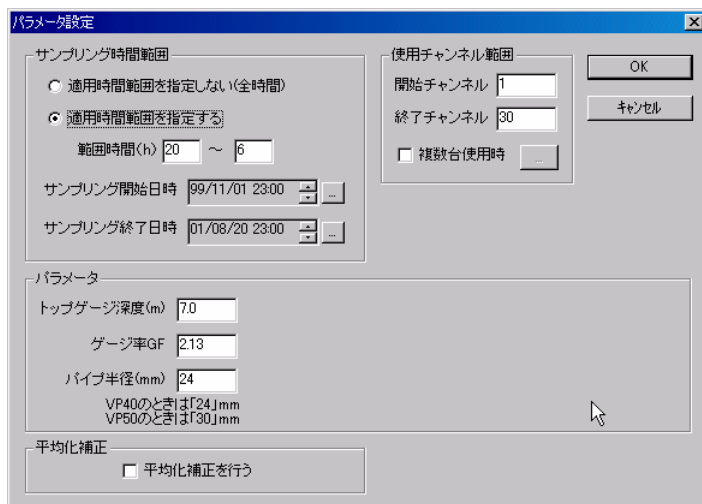 パラメータ設定
サンプリング時間範囲
適用時間範囲を指定しない(全時間)
適用時間範囲を指定する
範囲時間(h) 20 ～ 6
サンプリング開始日時 99/11/01 23:00 ...
サンプリング終了日時 01/08/20 23:00 ...
使用チャンネル範囲
開始チャンネル 1
終了チャンネル 30
複数台使用時 ...
OK
キャンセル
パラメータ
トップゲージ深度(m) 7.0
ゲージ率GF 2.13
パイプ半径(mm) 24
VP40のときは「24」mm
VP50のときは「30」mm
平均化補正
平均化補正を行う